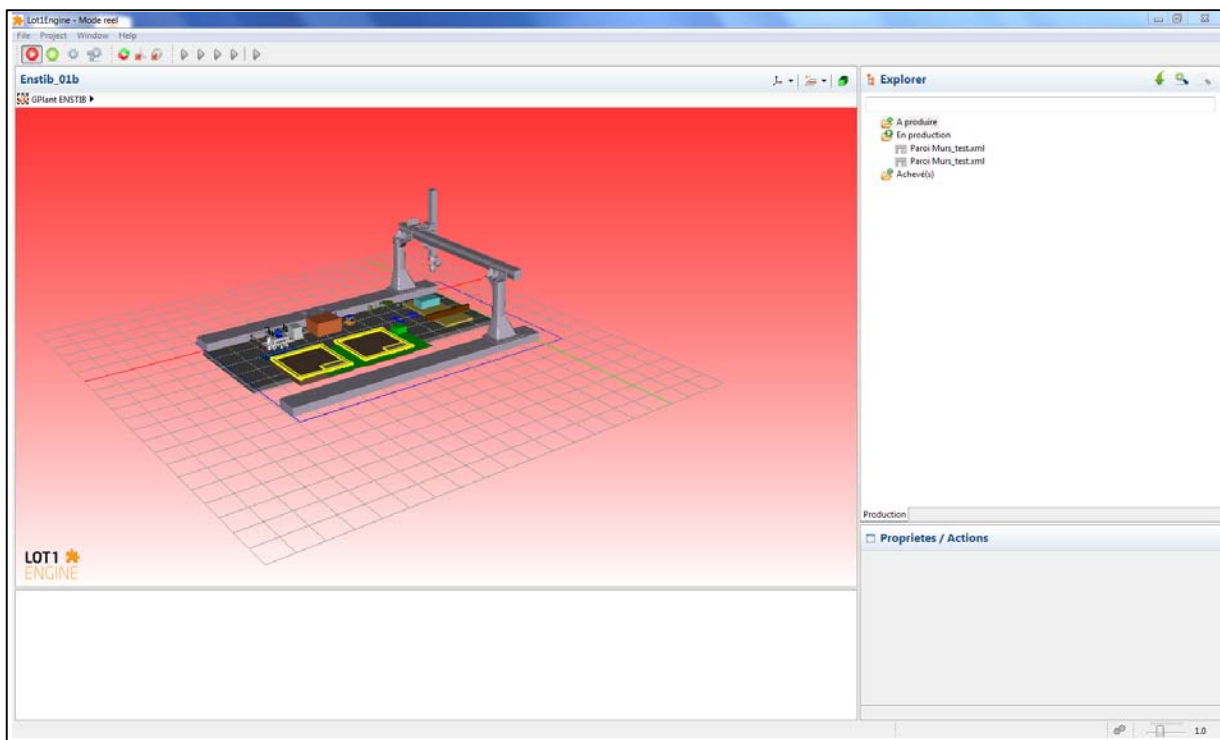 Lot1Engine - Mode reel
File Project Window Help
Enstib_01b
GPlant ENSTIB
Explorer
A produire
En production
Paroi Murs_test.xml
Paroi Murs_test.xml
Achevé(s)
Production
Proprietes / Actions
LOT1
ENGINE
1.0